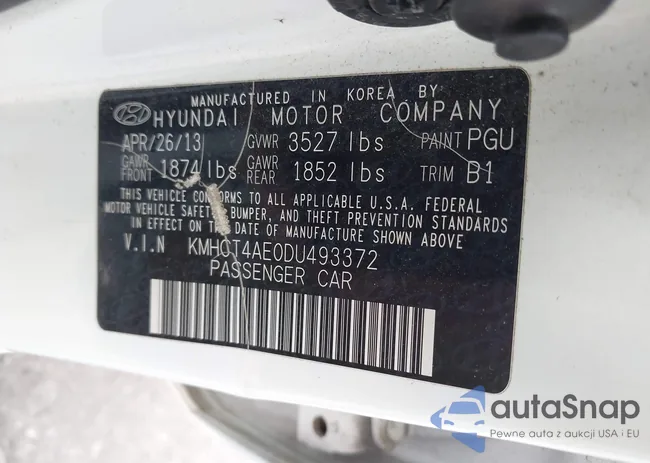 MANUFACTURED IN KOREA BY
HYUNDAI MOTOR COMPANY
APR/26/13 GVWR 3527 lbs PAINT PGU
GAWR FRONT 1874 lbs GAWR REAR 1852 lbs TRIM B1
THIS VEHICLE CONFORMS TO ALL APPLICABLE U.S.A. FEDERAL
MOTOR VEHICLE SAFETY, BUMPER, AND THEFT PREVENTION STANDARDS
IN EFFECT ON THE DATE OF MANUFACTURE SHOWN ABOVE
V.I.N KMHCT4AE0DU493372
PASSENGER CAR
autaSnap
Pewne auta z aukcji USA i EU